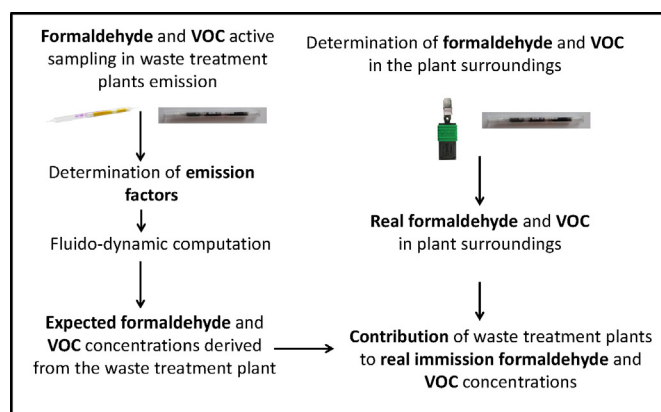 Formaldehyde and VOC active
sampling in waste treatment
plants emission
Determination of emission
factors
Fluido-dynamic computation
Expected formaldehyde and
VOC concentrations derived
from the waste treatment plant
Determination of formaldehyde and VOC
in the plant surroundings
Real formaldehyde and VOC
in plant surroundings
Contribution of waste treatment plants
to real immission formaldehyde and
VOC concentrations